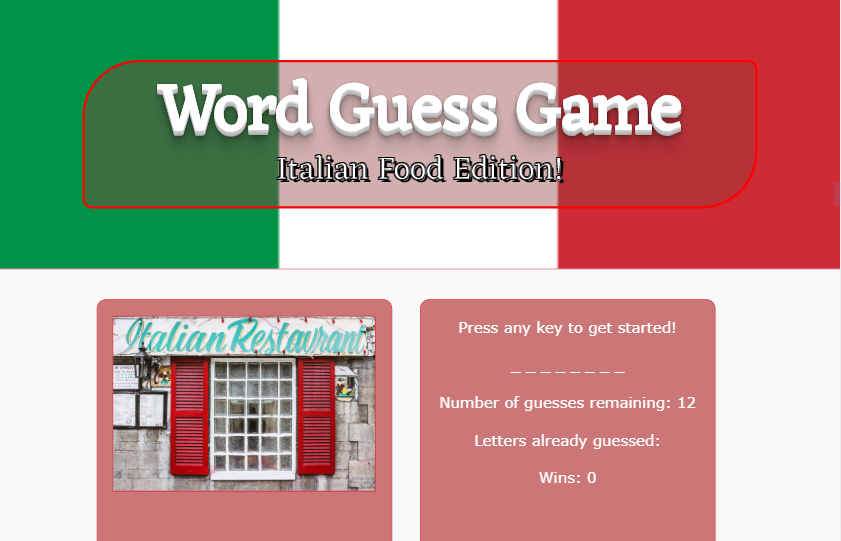 Word Guess Game
Italian Food Edition!
Italian Restaurant
Press any key to get started!
_ _ _ _ _ _ _ _
Number of guesses remaining: 12
Letters already guessed:
Wins: 0